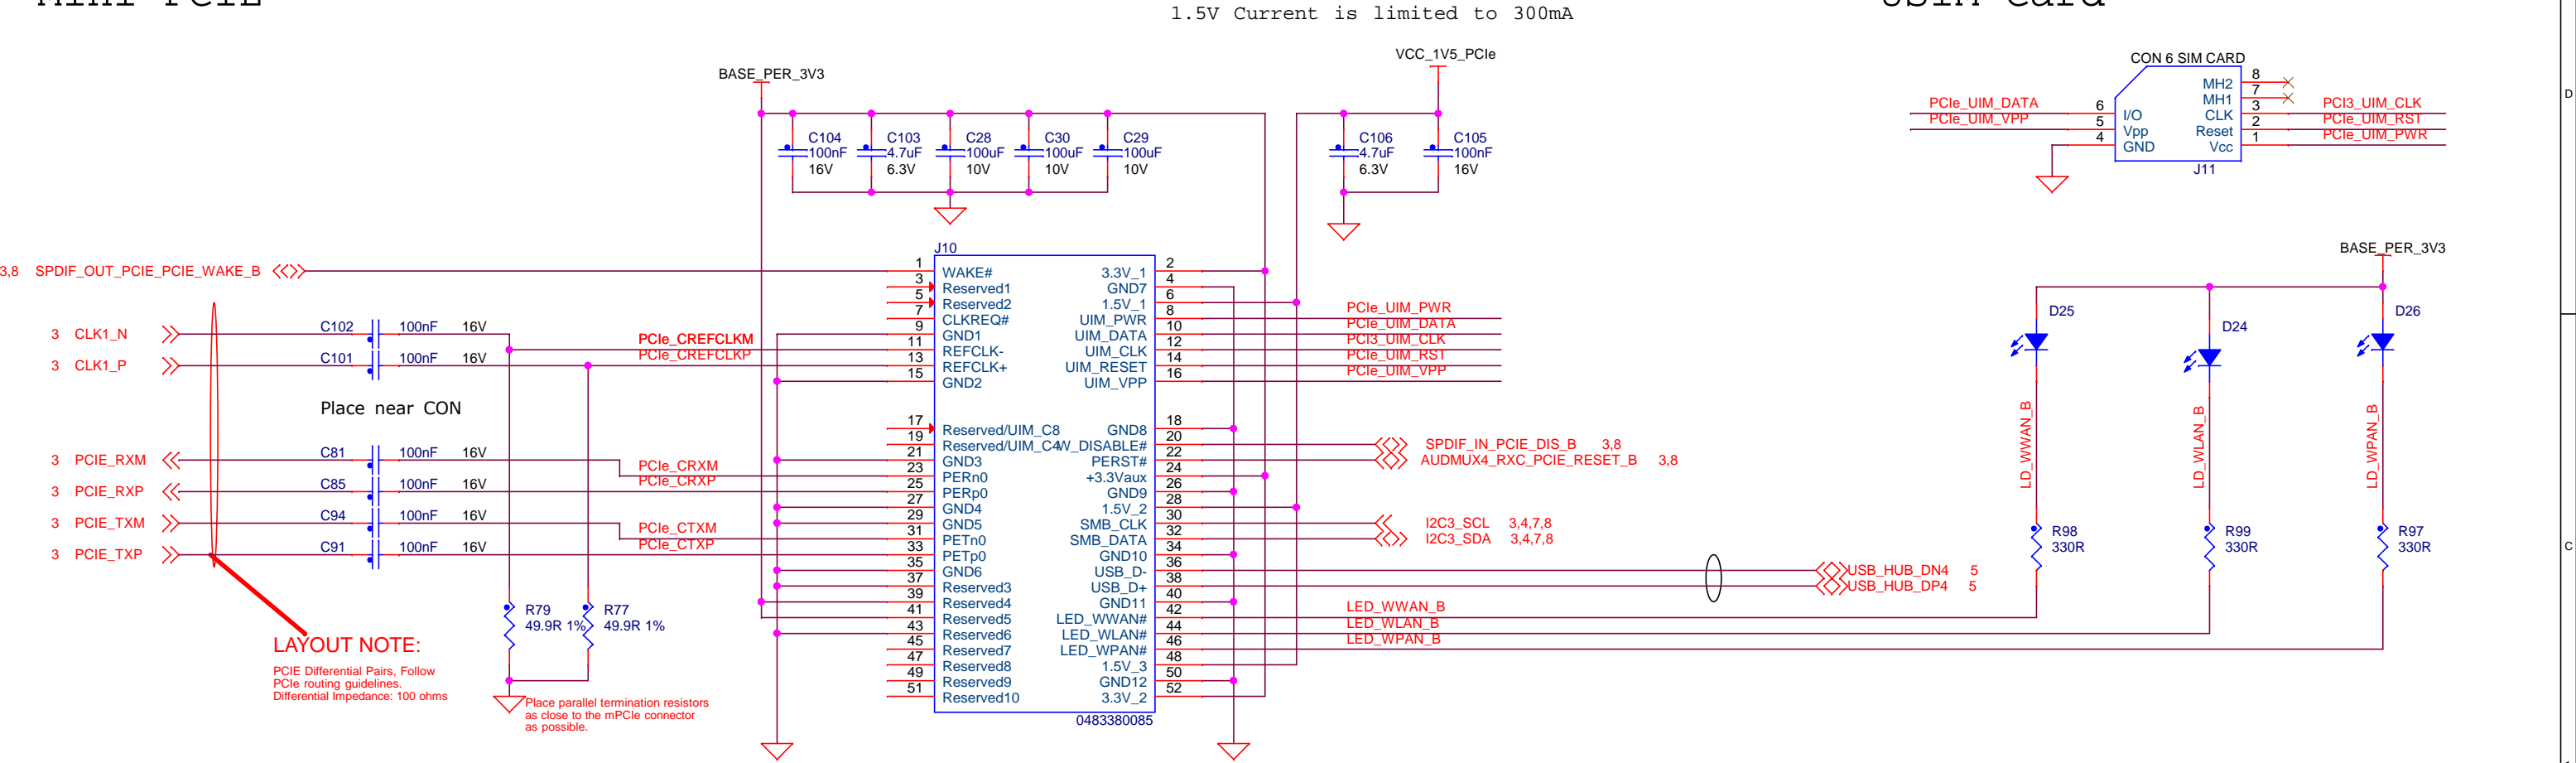 1.5V Current is limited to 300mA
BASE_PER_3V3
VCC_1V5_PCIe
C104
100nF
16V
C103
4.7uF
6.3V
C28
100uF
10V
C30
100uF
10V
C29
100uF
10V
C106
4.7uF
6.3V
C105
100nF
16V
CON 6 SIM CARD
PCIe_UIM_DATA 6 I/O
PCIe_UIM_VPP 5 Vpp
4 GND
MH2 8
MH1 7
CLK 3 PCI3_UIM_CLK
Reset 2 PCIe_UIM_RST
Vcc 1 PCIe_UIM_PWR
J11
D
3,8 SPDIF_OUT_PCIE_PCIE_WAKE_B
3 CLK1_N C102 100nF 16V
3 CLK1_P C101 100nF 16V
PCIe_CREFCLKM
PCIe_CREFCLKP
Place near CON
3 PCIE_RXM C81 100nF 16V
PCIe_CRXM
3 PCIE_RXP C85 100nF 16V
PCIe_CRXP
3 PCIE_TXM C94 100nF 16V
PCIe_CTXM
3 PCIE_TXP C91 100nF 16V
PCIe_CTXP
R79
49.9R 1%
R77
49.9R 1%
LAYOUT NOTE:
PCIE Differential Pairs, Follow
PCIe routing guidelines.
Differential Impedance: 100 ohms
Place parallel termination resistors
as close to the mPCIe connector
as possible.
J10
1 WAKE#
3 Reserved1
5 Reserved2
7 CLKREQ#
9 GND1
11 REFCLK-
13 REFCLK+
15 GND2
17 Reserved/UIM_C8
19 Reserved/UIM_C4
21 GND3
23 PERn0
25 PERp0
27 GND4
29 GND5
31 PETn0
33 PETp0
35 GND6
37 Reserved3
39 Reserved4
41 Reserved5
43 Reserved6
45 Reserved7
47 Reserved8
49 Reserved9
51 Reserved10
3.3V_1 2
GND7 4
1.5V_1 6
UIM_PWR 8 PCIe_UIM_PWR
UIM_DATA 10 PCIe_UIM_DATA
UIM_CLK 12 PCI3_UIM_CLK
UIM_RESET 14 PCIe_UIM_RST
UIM_VPP 16 PCIe_UIM_VPP
GND8 18
W_DISABLE# 20 SPDIF_IN_PCIE_DIS_B 3,8
PERST# 22 AUDMUX4_RXC_PCIE_RESET_B 3,8
+3.3Vaux 24
GND9 26
1.5V_2 28
SMB_CLK 30 I2C3_SCL 3,4,7,8
SMB_DATA 32 I2C3_SDA 3,4,7,8
GND10 34
USB_D- 36 USB_HUB_DN4 5
USB_D+ 38 USB_HUB_DP4 5
GND11 40
LED_WWAN# 42 LED_WWAN_B
LED_WLAN# 44 LED_WLAN_B
LED_WPAN# 46 LED_WPAN_B
1.5V_3 48
GND12 50
3.3V_2 52
0483380085
BASE_PER_3V3
D25
D24
D26
LD_WWAN_B
LD_WLAN_B
LD_WPAN_B
R98
330R
R99
330R
R97
330R
C